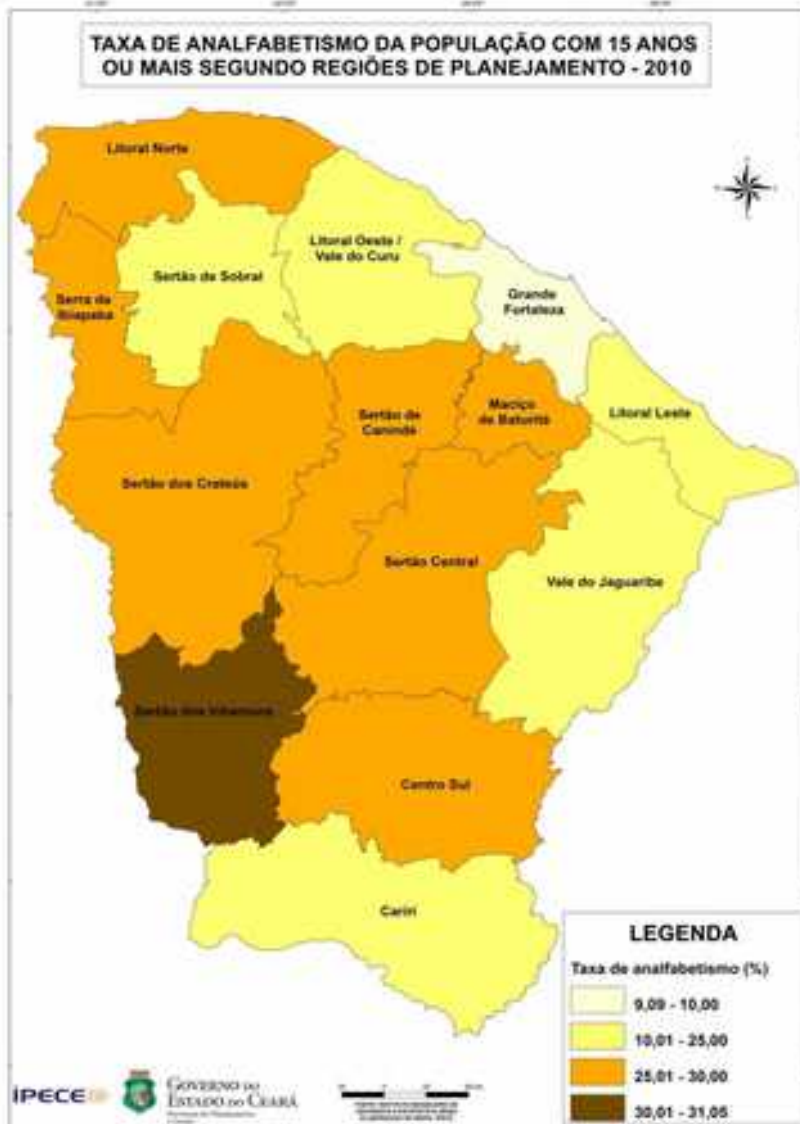 TAXA DE ANALFABETISMO DA POPULAÇÃO COM 15 ANOS
OU MAIS SEGUNDO REGIÕES DE PLANEJAMENTO - 2010
Litoral Norte
Litoral Oeste /
Vale do Curu
Sertão de Sobral
Grande
Fortaleza
Serra da
Ibiapaba
Maciço
de Baturité
Sertão de
Canindé
Litoral Leste
Sertão dos Crateús
Sertão Central
Vale do Jaguaribe
Sertão dos Inhamuns
Centro Sul
Cariri
LEGENDA
Taxa de analfabetismo (%)
9,09 - 10,00
10,01 - 25,00
25,01 - 30,00
30,01 - 31,05
IPECE
GOVERNO DO
ESTADO DO CEARÁ